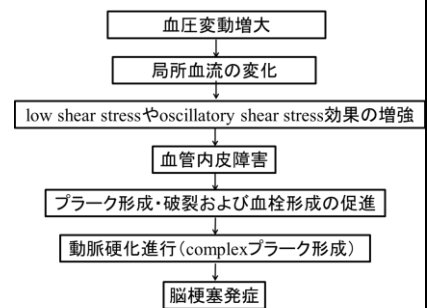 血圧変動増大
局所血流の変化
low shear stressやoscillatory shear stress効果の増強
血管内皮障害
プラーク形成・破裂および血栓形成の促進
動脈硬化進行(complexプラーク形成)
脳梗塞発症